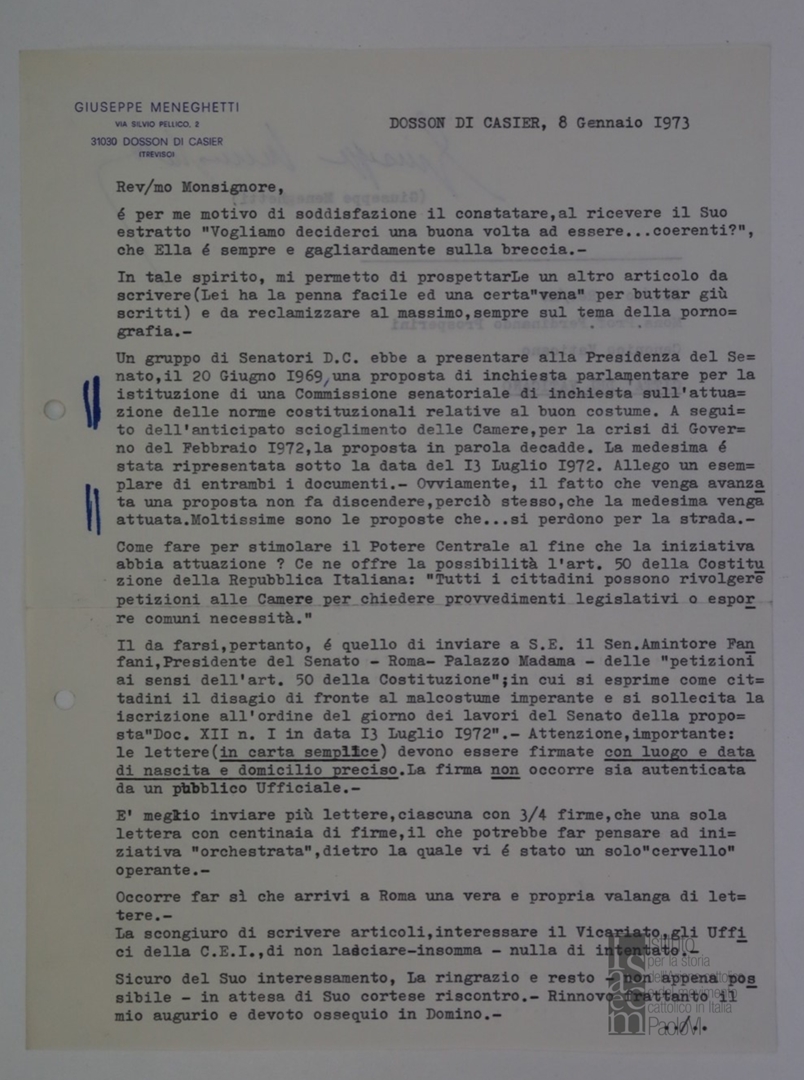 GIUSEPPE MENEGHETTI
VIA SILVIO PELLICO, 2
31030 DOSSON DI CASIER
(TREVISO)
DOSSON DI CASIER, 8 Gennaio I973
Rev/mo Monsignore,
é per me motivo di soddisfazione il constatare,al ricevere il Suo
estratto "Vogliamo deciderci una buona volta ad essere...coerenti?",
che Ella é sempre e gagliardamente sulla breccia.-
In tale spirito, mi permetto di prospettarLe un altro articolo da
scrivere(Lei ha la penna facile ed una certa"vena" per buttar giù
scritti) e da reclamizzare al massimo,sempre sul tema della porno=
grafia.-
Un gruppo di Senatori D.C. ebbe a presentare alla Presidenza del Se=
nato,il 20 Giugno I969,una proposta di inchiesta parlamentare per la
istituzione di una Commissione senatoriale di inchiesta sull'attua=
zione delle norme costituzionali relative al buon costume. A segui=
to dell'anticipato scioglimento delle Camere,per la crisi di Gover=
no del Febbraio I972,la proposta in parola decadde. La medesima é
stata ripresentata sotto la data del I3 Luglio I972. Allego un esem=
plare di entrambi i documenti.- Ovviamente, il fatto che venga avanza
ta una proposta non fa discendere,perciò stesso,che la medesima venga
attuata.Moltissime sono le proposte che...si perdono per la strada.-
Come fare per stimolare il Potere Centrale al fine che la iniziativa
abbia attuazione ? Ce ne offre la possibilità l'art. 50 della Costitu
zione della Repubblica Italiana: "Tutti i cittadini possono rivolgere
petizioni alle Camere per chiedere provvedimenti legislativi o espor
re comuni necessità."
Il da farsi,pertanto, é quello di inviare a S.E. il Sen.Amintore Fan
fani,Presidente del Senato - Roma- Palazzo Madama - delle "petizioni
ai sensi dell'art. 50 della Costituzione";in cui si esprime come cit=
tadini il disagio di fronte al malcostume imperante e si sollecita la
iscrizione all'ordine del giorno dei lavori del Senato della propo=
sta"Doc. XII n. I in data I3 Luglio I972".- Attenzione,importante:
le lettere(in carta semplice) devono essere firmate con luogo e data
di nascita e domicilio preciso.La firma non occorre sia autenticata
da un pubblico Ufficiale.-
E' meglio inviare più lettere,ciascuna con 3/4 firme,che una sola
lettera con centinaia di firme,il che potrebbe far pensare ad ini=
ziativa "orchestrata",dietro la quale vi é stato un solo"cervello"
operante.-
Occorre far sì che arrivi a Roma una vera e propria valanga di let=
tere.-
La scongiuro di scrivere articoli,interessare il Vicariato,gli Uffi
ci della C.E.I.,di non lasciare-insomma - nulla di intentato.-
Sicuro del Suo interessamento, La ringrazio e resto - non appena pos
sibile - in attesa di Suo cortese riscontro.- Rinnovo frattanto il
mio augurio e devoto ossequio in Domino.-
../..
Istituto
per la storia
dell'Azione cattolica
e del movimento
cattolico in Italia
Paolo VI